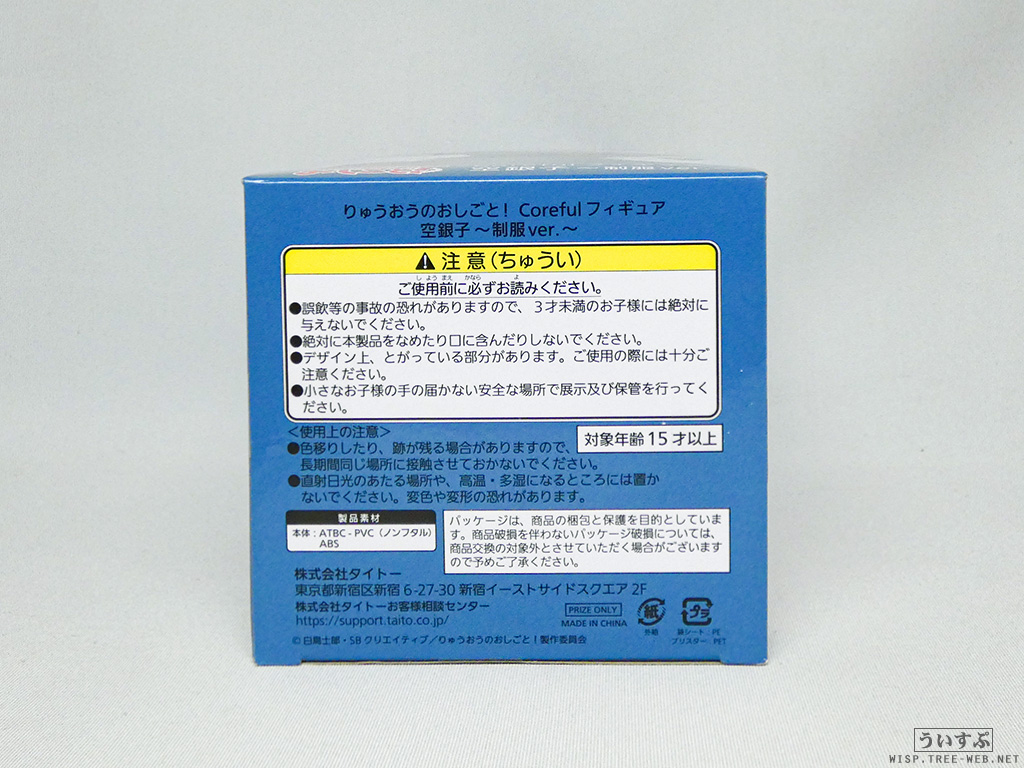 りゅうおうのおしごと! Corefulフィギュア
空銀子～制服ver.～
注意(ちゅうい)
ご使用前に必ずお読みください。
●誤飲等の事故の恐れがありますので、3才未満のお子様には絶対に
与えないでください。
●絶対に本製品をなめたり口に含んだりしないでください。
●デザイン上、とがっている部分があります。ご使用の際には十分ご
注意ください。
●小さなお子様の手の届かない安全な場所で展示及び保管を行ってく
ださい。
＜使用上の注意＞
対象年齢15才以上
●色移りしたり、跡が残る場合がありますので、
長期間同じ場所に接触させておかないでください。
●直射日光のあたる場所や、高温・多湿になるところには置か
ないでください。変色や変形の恐れがあります。
製品素材
本体：ATBC-PVC（ノンフタル）
ABS
パッケージは、商品の梱包と保護を目的としていま
す。商品破損を伴わないパッケージ破損については、
商品交換の対象外とさせていただく場合がございます
ので予めご了承ください。
株式会社タイトー
東京都新宿区新宿6-27-30 新宿イーストサイドスクエア2F
株式会社タイトーお客様相談センター
https://support.taito.co.jp/
PRIZE ONLY
MADE IN CHINA
紙
外箱
プラ
袋シート：PE
ブリスター：PET
© 白鳥士郎・SBクリエイティブ／りゅうおうのおしごと!製作委員会
ういすぷ
WISP.TREE-WEB.NET